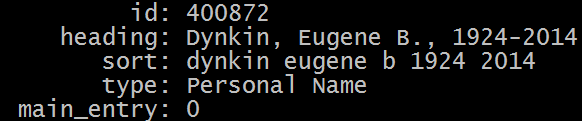 id: 400872
heading: Dynkin, Eugene B., 1924-2014
sort: dynkin eugene b 1924 2014
type: Personal Name
main_entry: 0